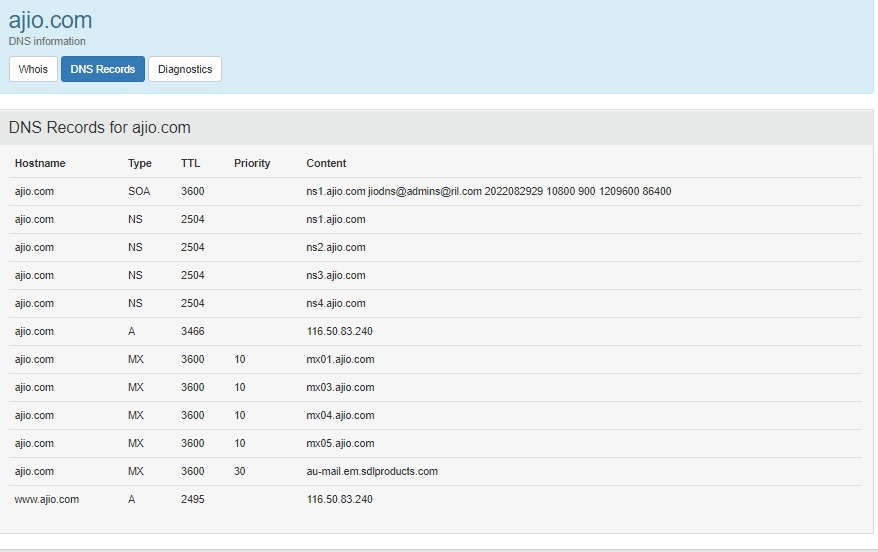 ajio.com
DNS information
Whois DNS Records Diagnostics
DNS Records for ajio.com
Hostname Type TTL Priority Content
ajio.com SOA 3600 ns1.ajio.com jiodns@admins@ril.com 2022082929 10800 900 1209600 86400
ajio.com NS 2504 ns1.ajio.com
ajio.com NS 2504 ns2.ajio.com
ajio.com NS 2504 ns3.ajio.com
ajio.com NS 2504 ns4.ajio.com
ajio.com A 3466 116.50.83.240
ajio.com MX 3600 10 mx01.ajio.com
ajio.com MX 3600 10 mx03.ajio.com
ajio.com MX 3600 10 mx04.ajio.com
ajio.com MX 3600 10 mx05.ajio.com
ajio.com MX 3600 30 au-mail.em.sdlproducts.com
www.ajio.com A 2495 116.50.83.240